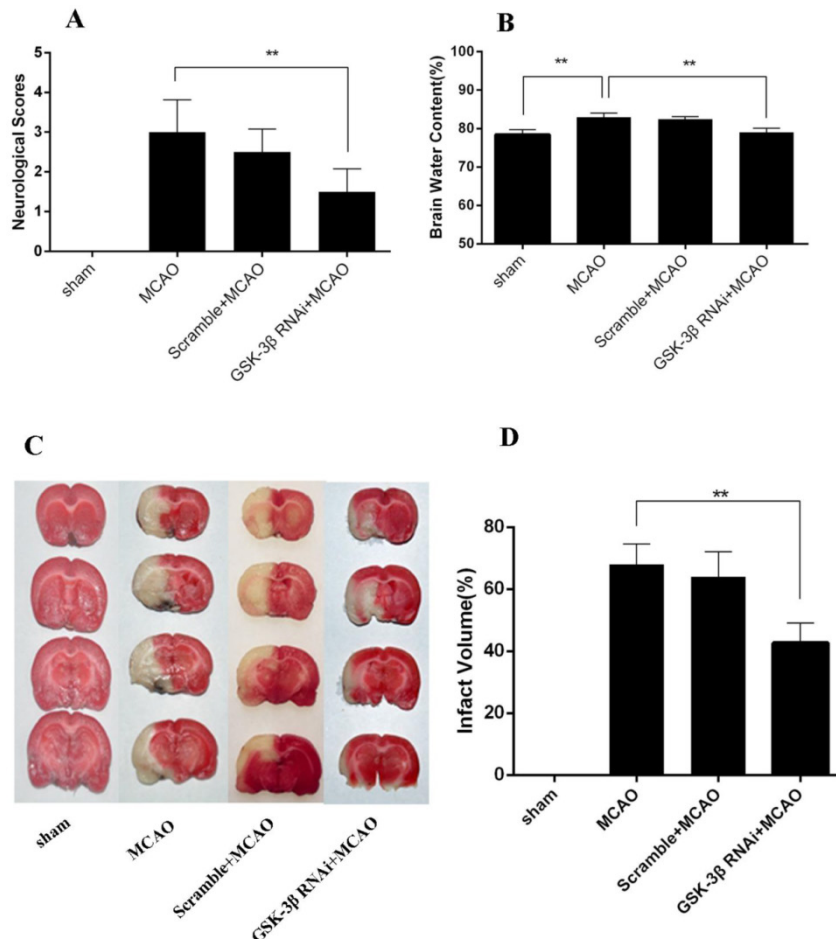 A
**
Neurological Scores
5
4
3
2
1
0
sham
MCAO
Scramble+MCAO
GSK-3β RNAi+MCAO
B
**
**
Brain Water Content(%)
100
90
80
70
60
50
sham
MCAO
Scramble+MCAO
GSK-3β RNAi+MCAO
C
sham
MCAO
Scramble+MCAO
GSK-3β RNAi+MCAO
D
**
Infact Volume(%)
80
60
40
20
0
sham
MCAO
Scramble+MCAO
GSK-3β RNAi+MCAO